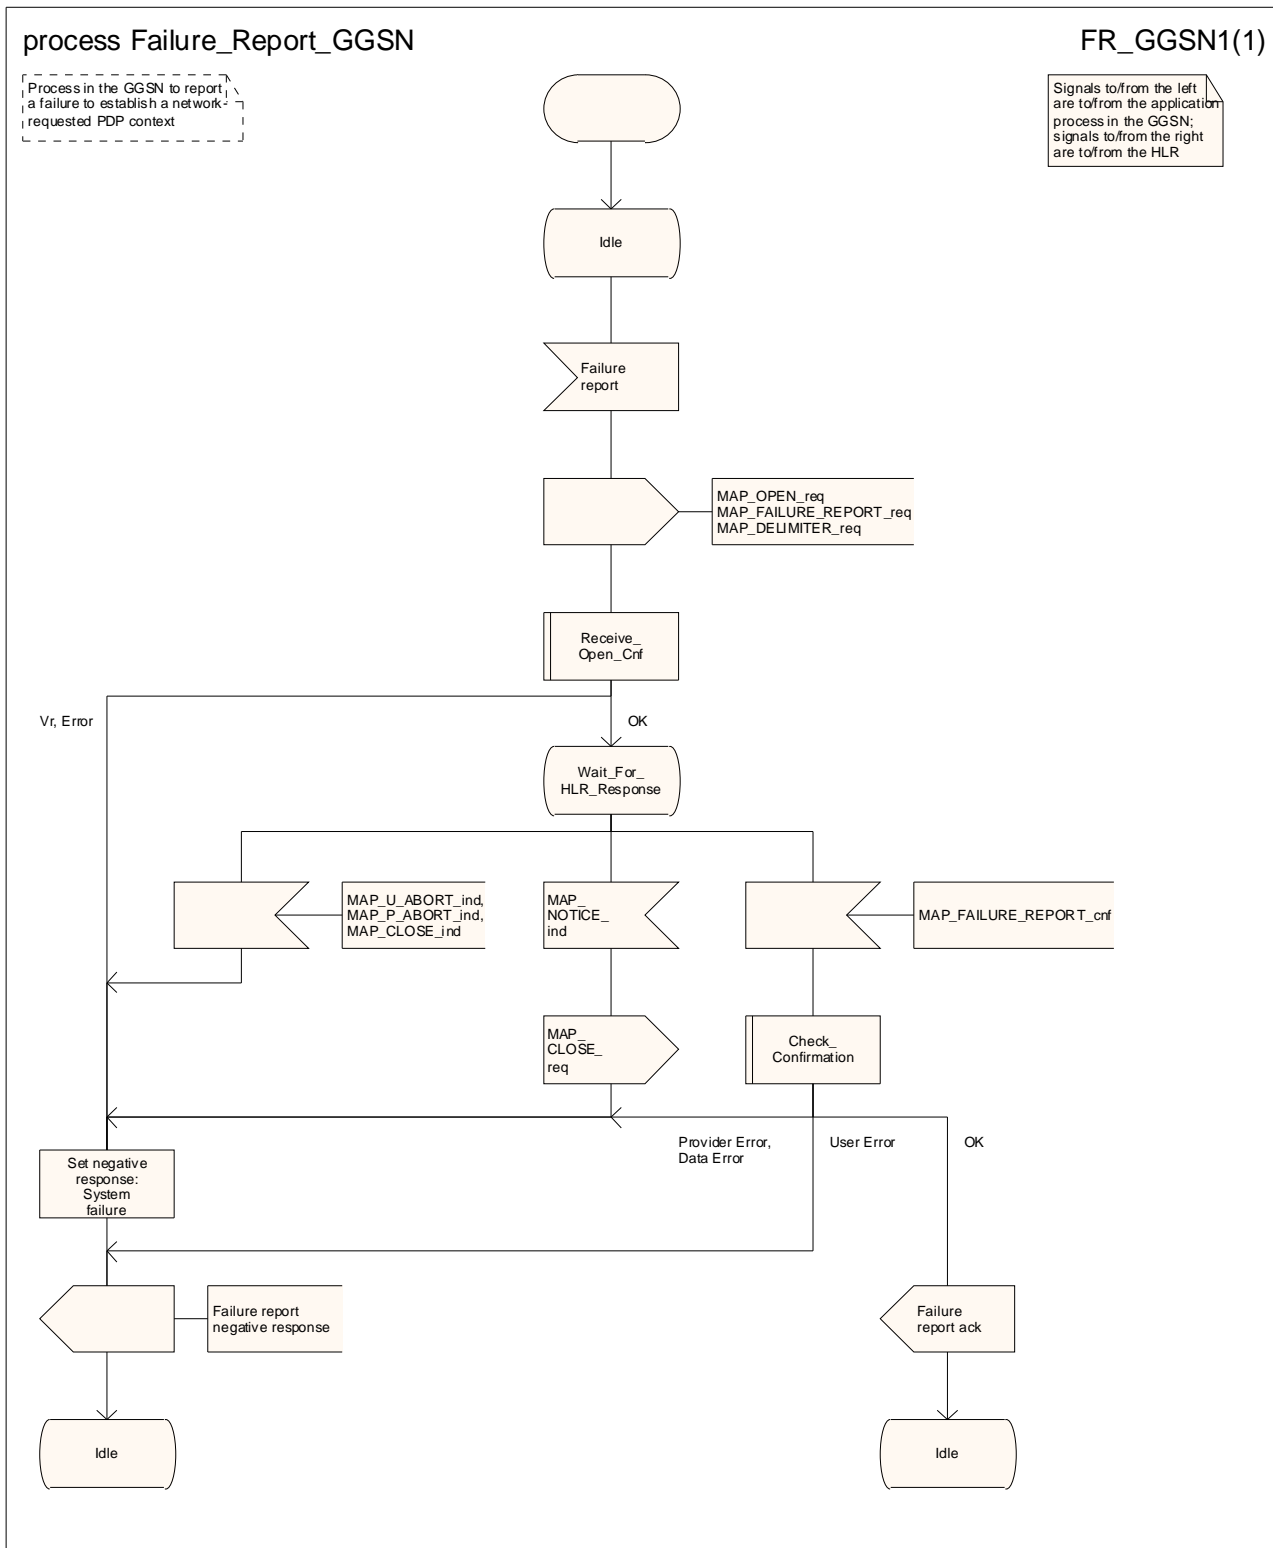 process Failure_Report_GGSN
FR_GGSN1(1)
Process in the GGSN to report
a failure to establish a network-
requested PDP context
Signals to/from the left
are to/from the application
process in the GGSN;
signals to/from the right
are to/from the HLR
Idle
Failure
report
MAP_OPEN_req
MAP_FAILURE_REPORT_req
MAP_DELIMITER_req
Receive_
Open_Cnf
Vr, Error
OK
Wait_For_
HLR_Response
MAP_U_ABORT_ind,
MAP_P_ABORT_ind,
MAP_CLOSE_ind
MAP_
NOTICE_
ind
MAP_FAILURE_REPORT_cnf
MAP_
CLOSE_
req
Check_
Confirmation
Provider Error,
Data Error
User Error
OK
Set negative
response:
System
failure
Failure report
negative response
Failure
report ack
Idle
Idle